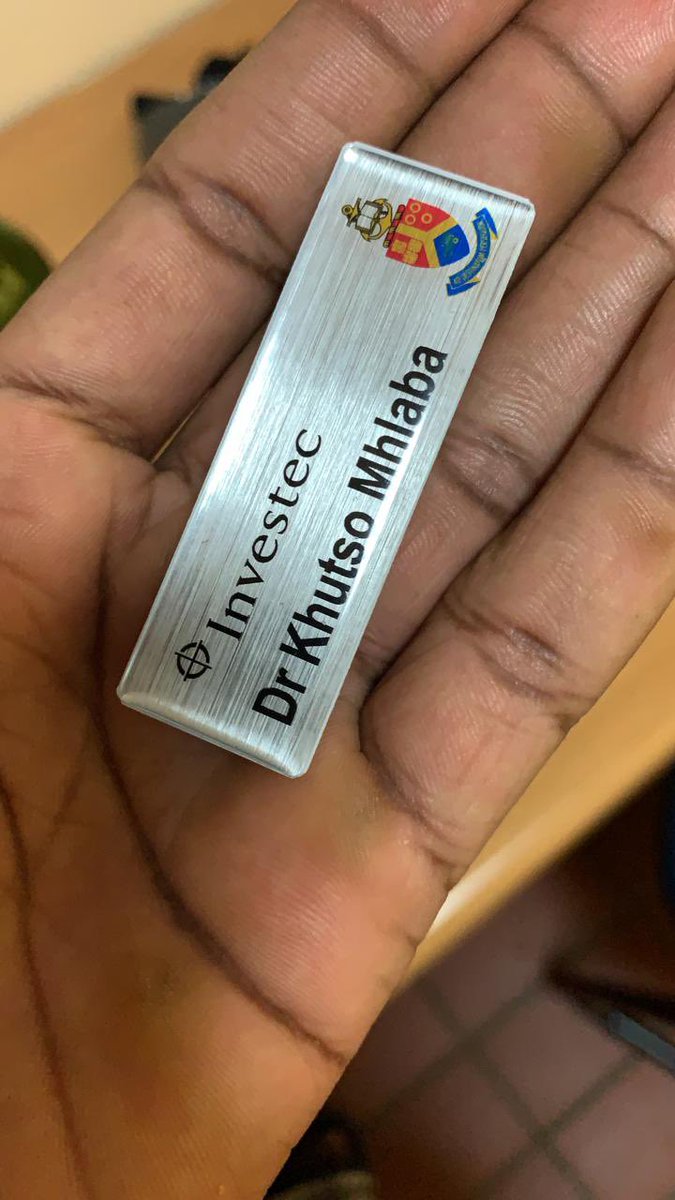 Investec
Dr Khutso Mhlaba